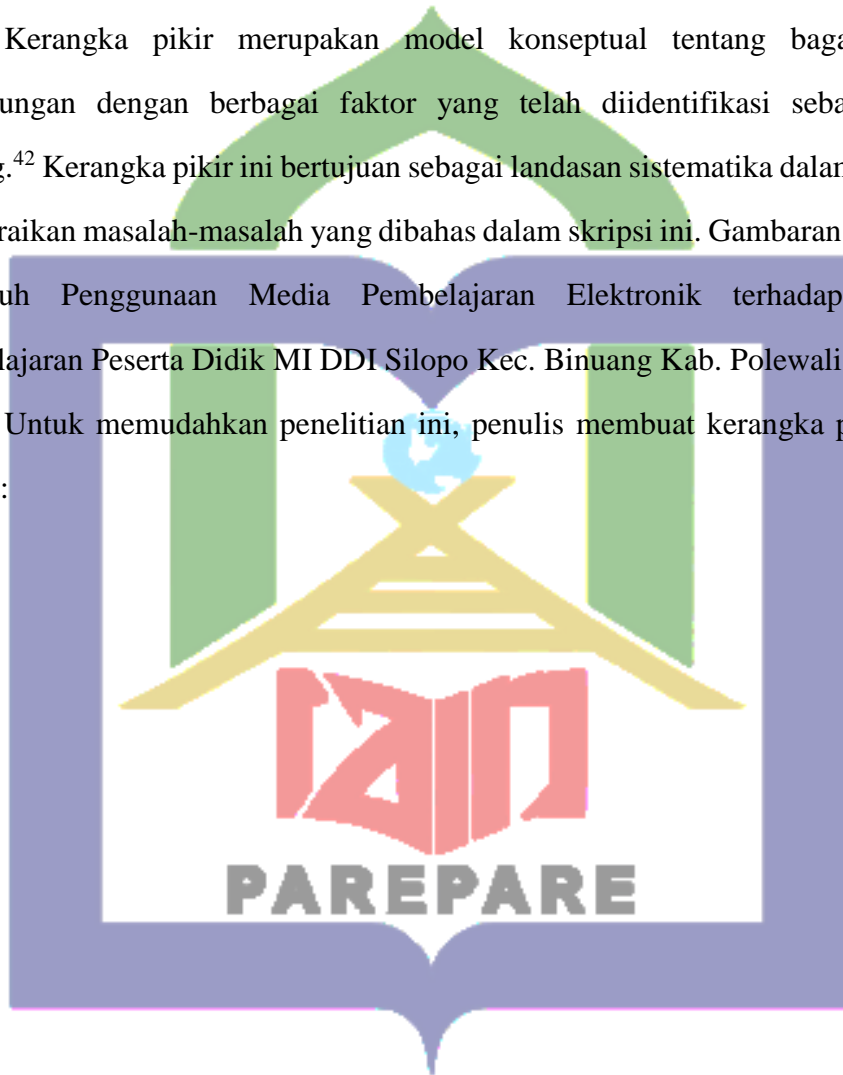 Kerangka pikir merupakan model konseptual tentang baga
ungan dengan berbagai faktor yang telah diidentifikasi seba
g.42 Kerangka pikir ini bertujuan sebagai landasan sistematika dalan
raikan masalah-masalah yang dibahas dalam skripsi ini. Gambaran
uh Penggunaan Media Pembelajaran Elektronik terhadap
lajaran Peserta Didik MI DDI Silopo Kec. Binuang Kab. Polewali
Untuk memudahkan penelitian ini, penulis membuat kerangka p
:
iain
PAREPARE